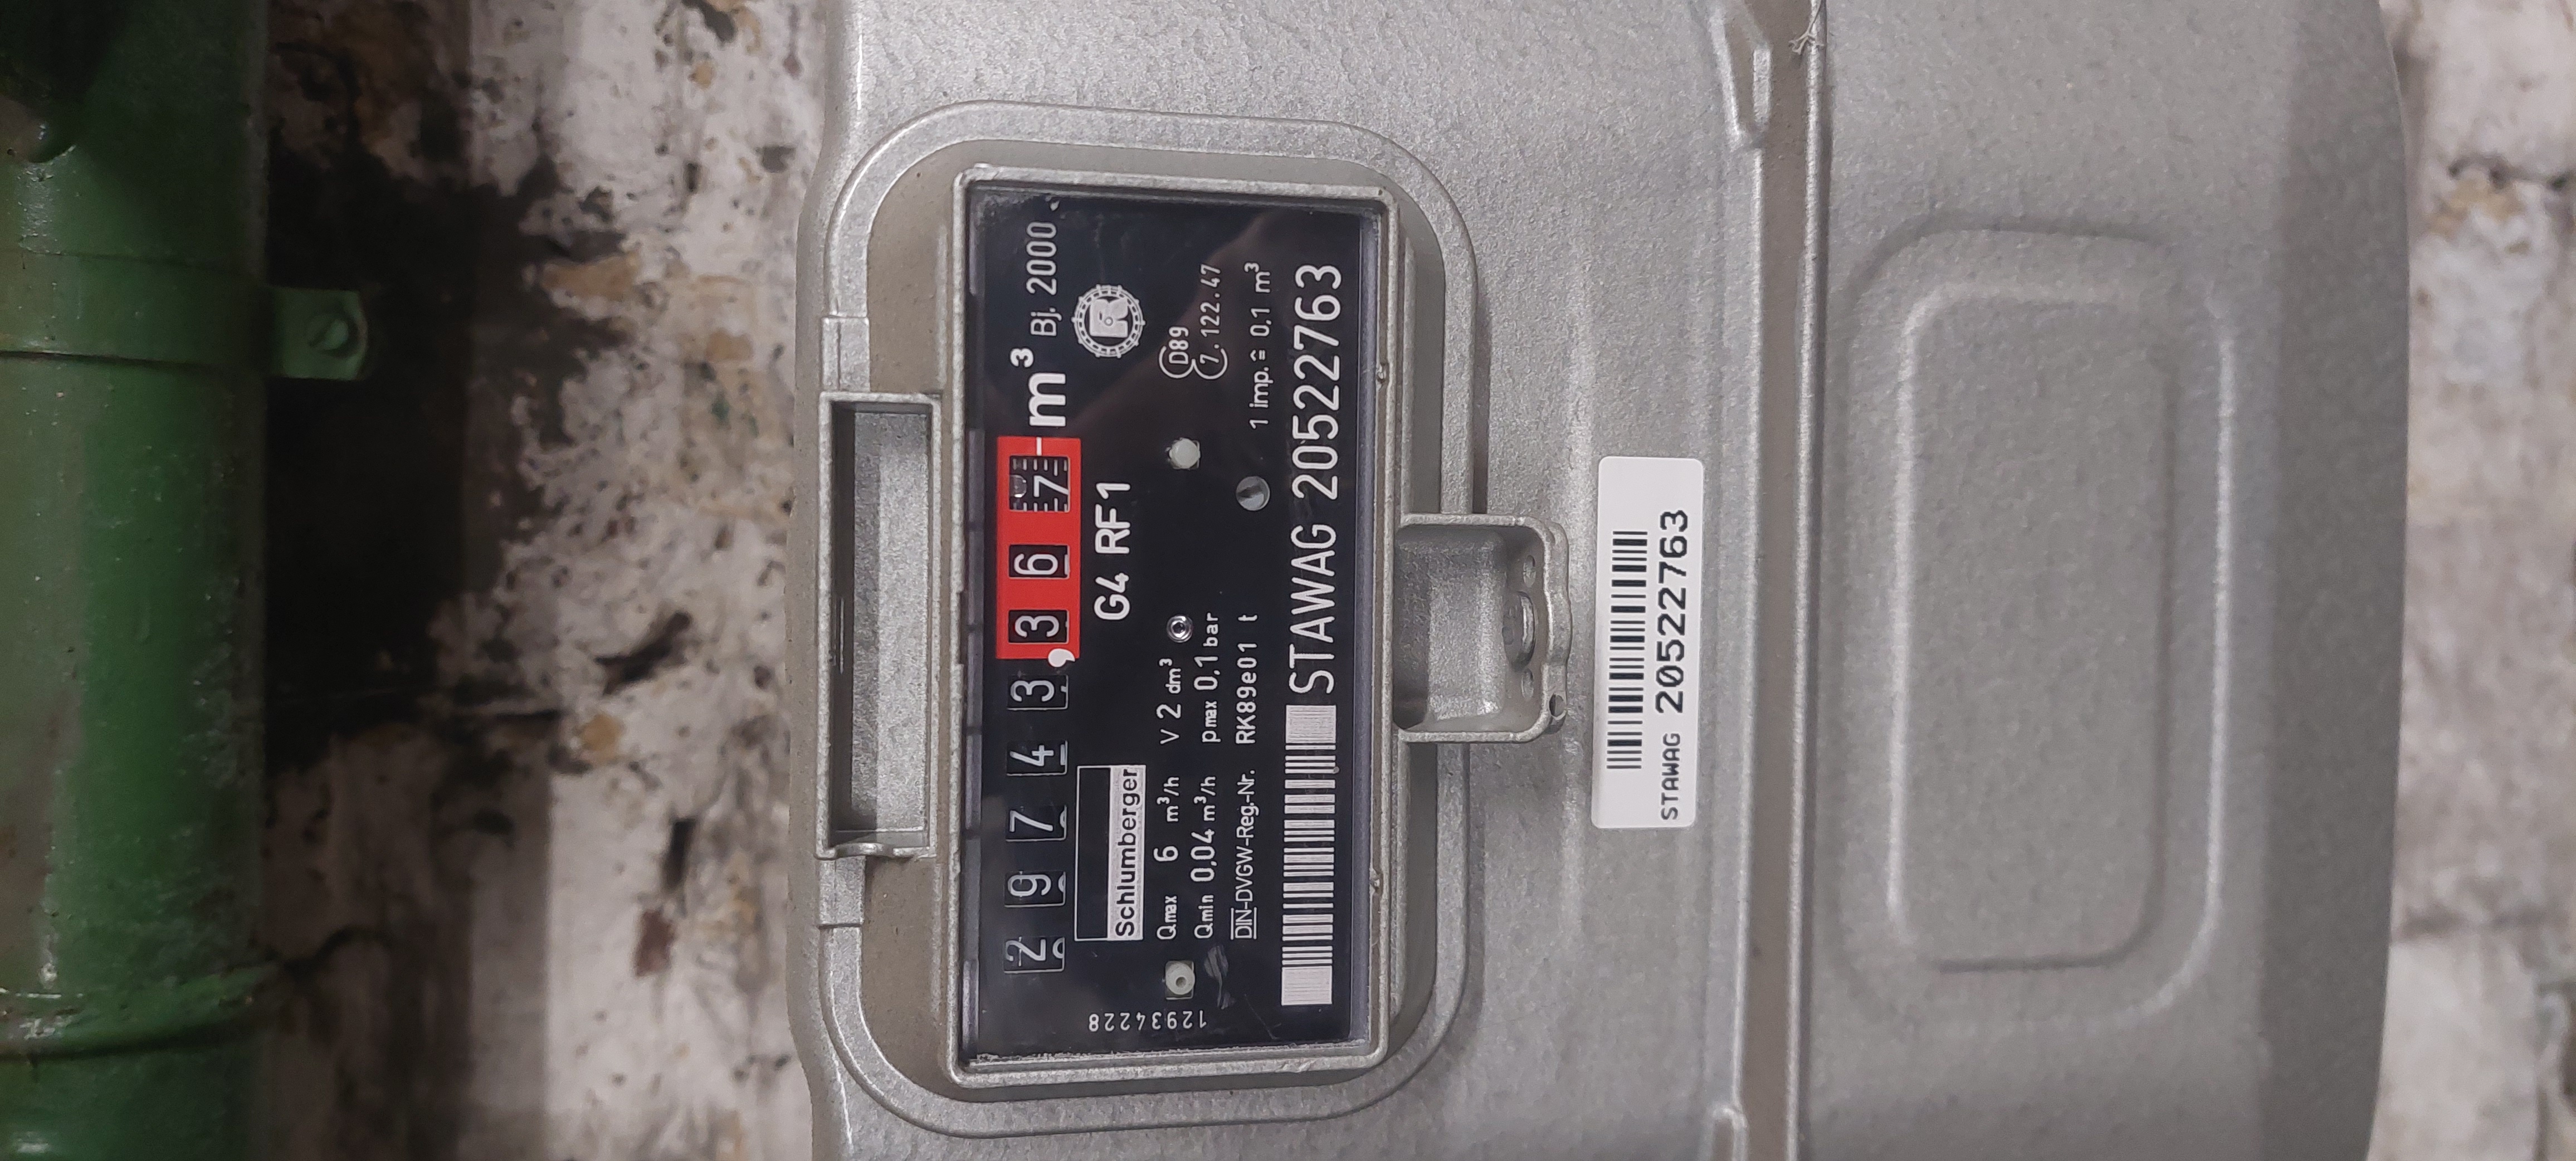 29743,367 m³ Bj. 2000
12934228
Schlumberger
G4 RF1
R
Qmax 6 m³/h V 2 dm³
Qmin 0,04 m³/h pmax 0,1 bar
D89
7.122.47
DIN-DVGW-Reg.-Nr. RK89e01 t
1 imp. ≙ 0,1 m³
STAWAG 20522763
STAWAG 20522763